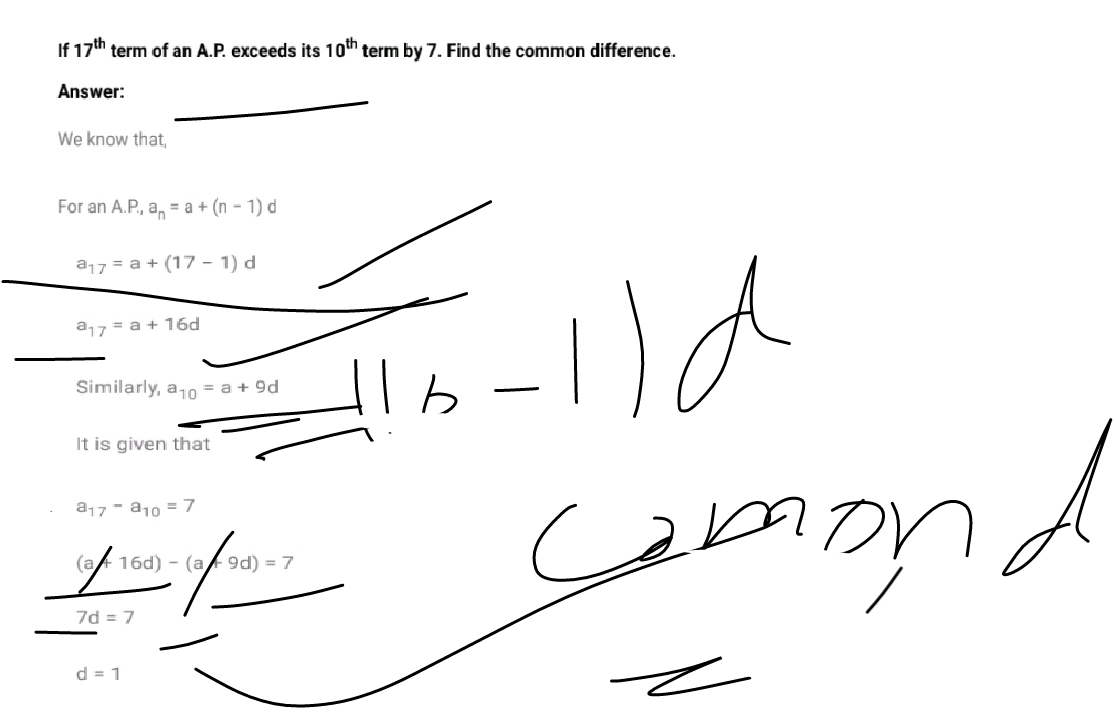 If 17th term of an A.P. exceeds its 10th term by 7. Find the common difference.
Answer:
We know that,
For an A.P., aₙ = a + (n − 1) d
a₁₇ = a + (17 − 1) d
a₁₇ = a + 16d
Similarly, a₁₀ = a + 9d
It is given that
a₁₇ − a₁₀ = 7
(a + 16d) − (a + 9d) = 7
7d = 7
d = 1
− 1) d
comon d